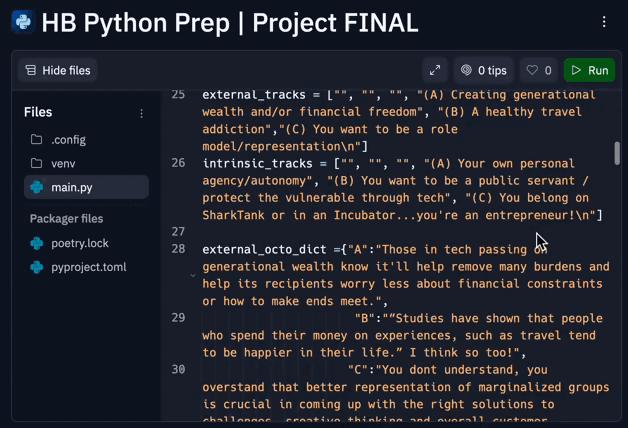 HB Python Prep | Project FINAL
Hide files
0 tips
0
Run
Files
.config
venv
main.py
Packager files
poetry.lock
pyproject.toml
25 external_tracks = ["", "", "", "(A) Creating generational
wealth and/or financial freedom", "(B) A healthy travel
addiction","(C) You want to be a role
model/representation\n"]
26 intrinsic_tracks = ["", "", "", "(A) Your own personal
agency/autonomy", "(B) You want to be a public servant /
protect the vulnerable through tech", "(C) You belong on
SharkTank or in an Incubator...you're an entrepreneur!\n"]
27
28 external_octo_dict ={"A":"Those in tech passing on
generational wealth know it'll help remove many burdens and
help its recipients worry less about financial constraints
or how to make ends meet.",
29 "B":"“Studies have shown that people
who spend their money on experiences, such as travel tend
to be happier in their life.” I think so too!",
30 "C":"You dont understand, you
overstand that better representation of marginalized groups
is crucial in coming up with the right solutions to
challenges, creative thinking and overall customer